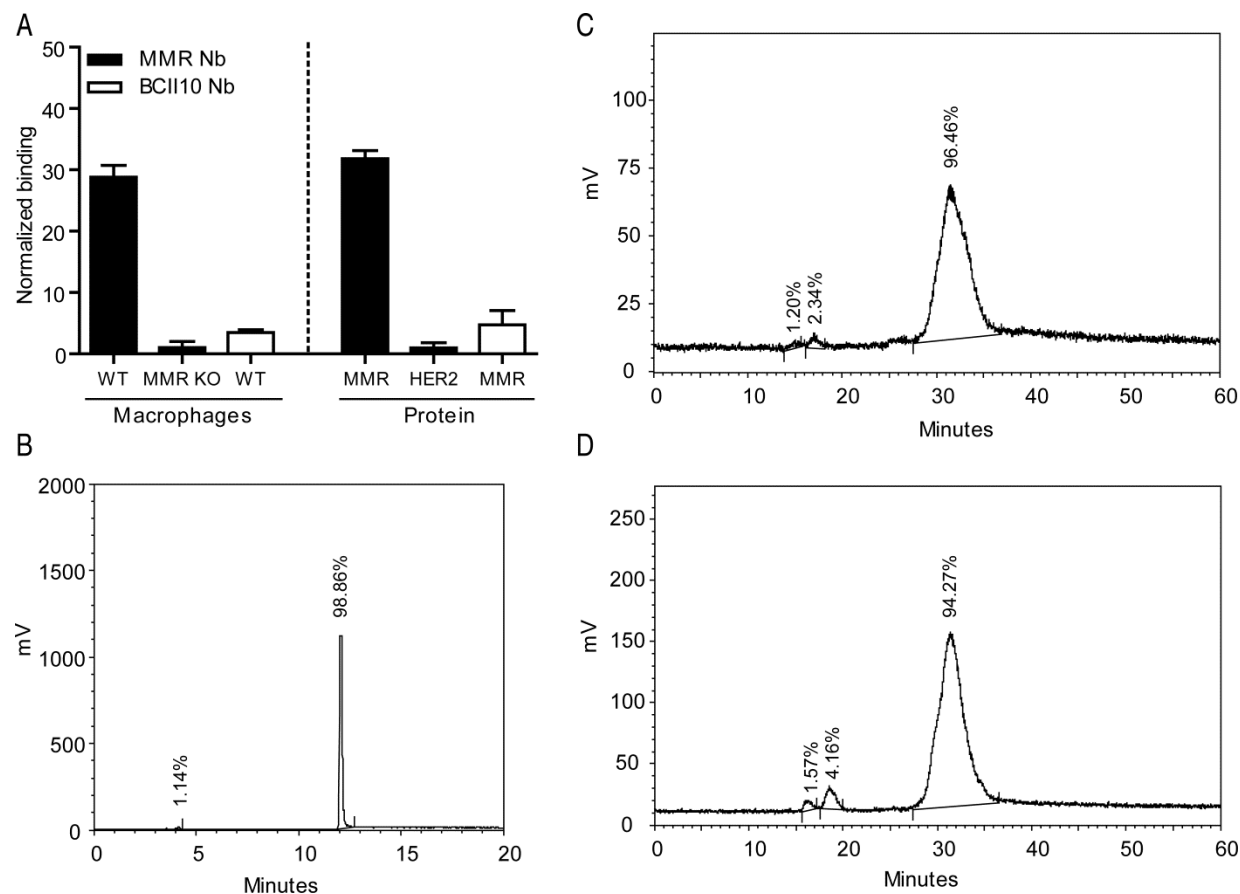 A
50
40
30
20
10
0
Normalized binding
MMR Nb
BCII10 Nb
WT MMR KO WT MMR HER2 MMR
Macrophages Protein
B
2000
1500
1000
500
0
mV
1.14%
98.86%
0 5 10 15 20
Minutes
C
100
75
50
25
0
mV
1.20%
2.34%
96.46%
0 10 20 30 40 50 60
Minutes
D
250
200
150
100
50
0
mV
1.57%
4.16%
94.27%
0 10 20 30 40 50 60
Minutes